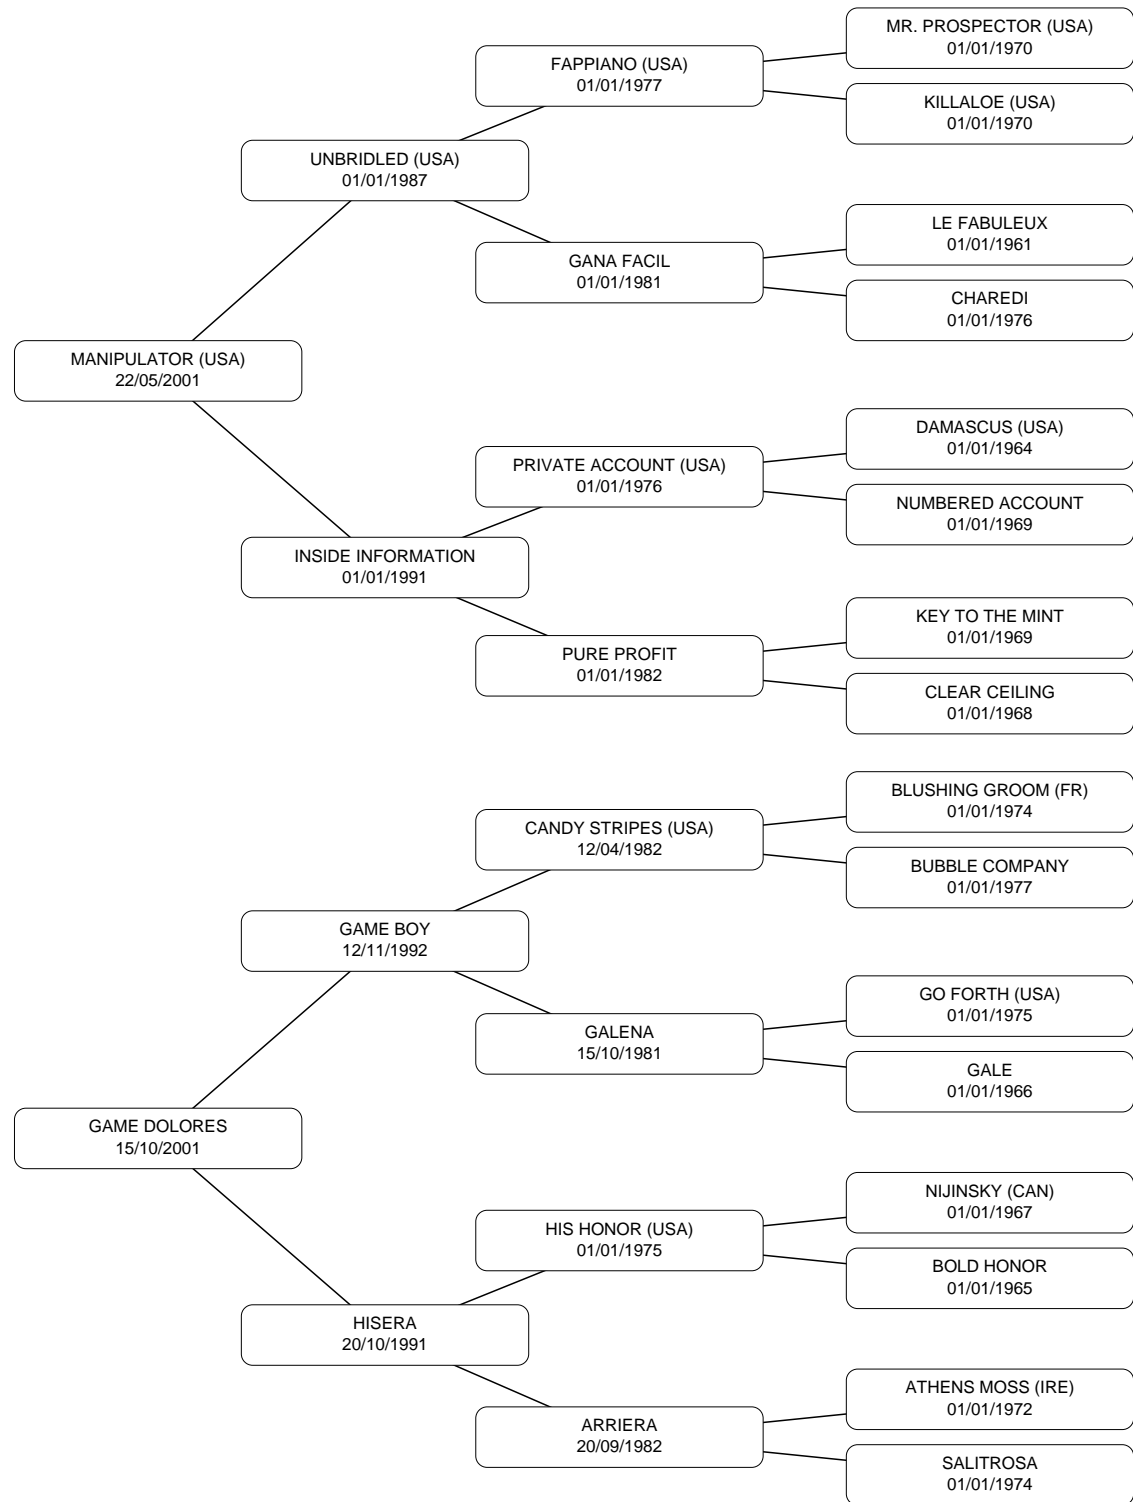 MR. PROSPECTOR (USA)
01/01/1970
FAPPIANO (USA)
01/01/1977
KILLALOE (USA)
01/01/1970
UNBRIDLED (USA)
01/01/1987
LE FABULEUX
01/01/1961
GANA FACIL
01/01/1981
CHAREDI
01/01/1976
MANIPULATOR (USA)
22/05/2001
DAMASCUS (USA)
01/01/1964
PRIVATE ACCOUNT (USA)
01/01/1976
NUMBERED ACCOUNT
01/01/1969
INSIDE INFORMATION
01/01/1991
KEY TO THE MINT
01/01/1969
PURE PROFIT
01/01/1982
CLEAR CEILING
01/01/1968
BLUSHING GROOM (FR)
01/01/1974
CANDY STRIPES (USA)
12/04/1982
BUBBLE COMPANY
01/01/1977
GAME BOY
12/11/1992
GO FORTH (USA)
01/01/1975
GALENA
15/10/1981
GALE
01/01/1966
GAME DOLORES
15/10/2001
NIJINSKY (CAN)
01/01/1967
HIS HONOR (USA)
01/01/1975
BOLD HONOR
01/01/1965
HISERA
20/10/1991
ATHENS MOSS (IRE)
01/01/1972
ARRIERA
20/09/1982
SALITROSA
01/01/1974